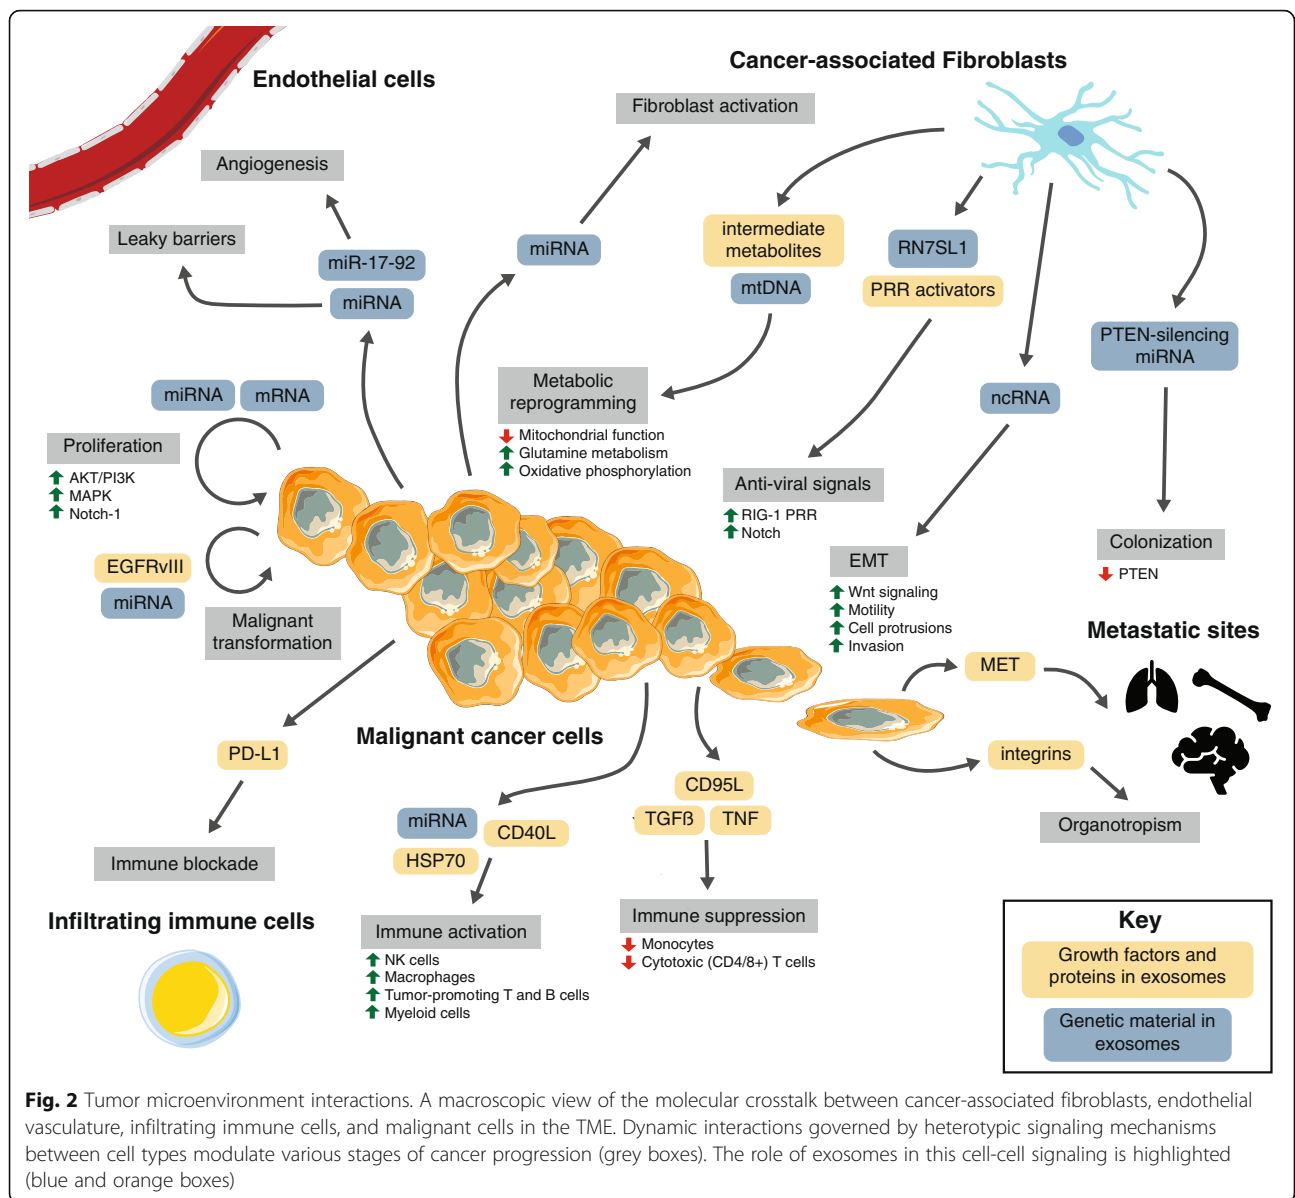 Cancer-associated Fibroblasts
Endothelial cells
Fibroblast activation
Angiogenesis
Leaky barriers
miR-17-92
miRNA
miRNA
intermediate
metabolites
mtDNA
RN7SL1
PRR activators
PTEN-silencing
miRNA
ncRNA
Metabolic
reprogramming
Mitochondrial function
Glutamine metabolism
Oxidative phosphorylation
miRNA
mRNA
Proliferation
AKT/PI3K
MAPK
Notch-1
EGFRvIII
miRNA
Malignant
transformation
Anti-viral signals
RIG-1 PRR
Notch
EMT
Wnt signaling
Motility
Cell protrusions
Invasion
Colonization
PTEN
Metastatic sites
MET
integrins
Organotropism
Malignant cancer cells
PD-L1
Immune blockade
Infiltrating immune cells
miRNA
CD40L
HSP70
Immune activation
NK cells
Macrophages
Tumor-promoting T and B cells
Myeloid cells
CD95L
TGFß
TNF
Immune suppression
Monocytes
Cytotoxic (CD4/8+) T cells
Key
Growth factors and
proteins in exosomes
Genetic material in
exosomes
Fig. 2 Tumor microenvironment interactions. A macroscopic view of the molecular crosstalk between cancer-associated fibroblasts, endothelial
vasculature, infiltrating immune cells, and malignant cells in the TME. Dynamic interactions governed by heterotypic signaling mechanisms
between cell types modulate various stages of cancer progression (grey boxes). The role of exosomes in this cell-cell signaling is highlighted
(blue and orange boxes)